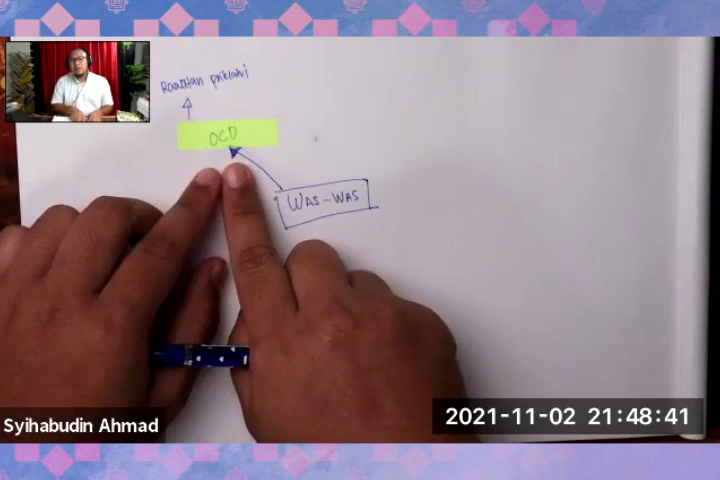 Rawatan psikiatri
OCD
WAS-WAS
Syihabudin Ahmad
2021-11-02 21:48:41